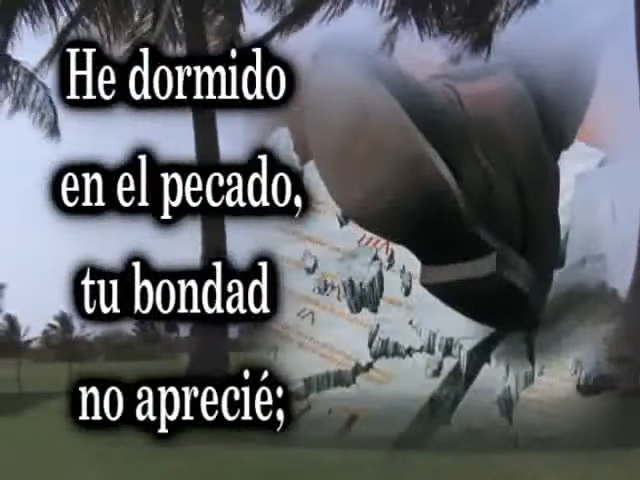 He dormido
en el pecado,
tu bondad
no aprecié;